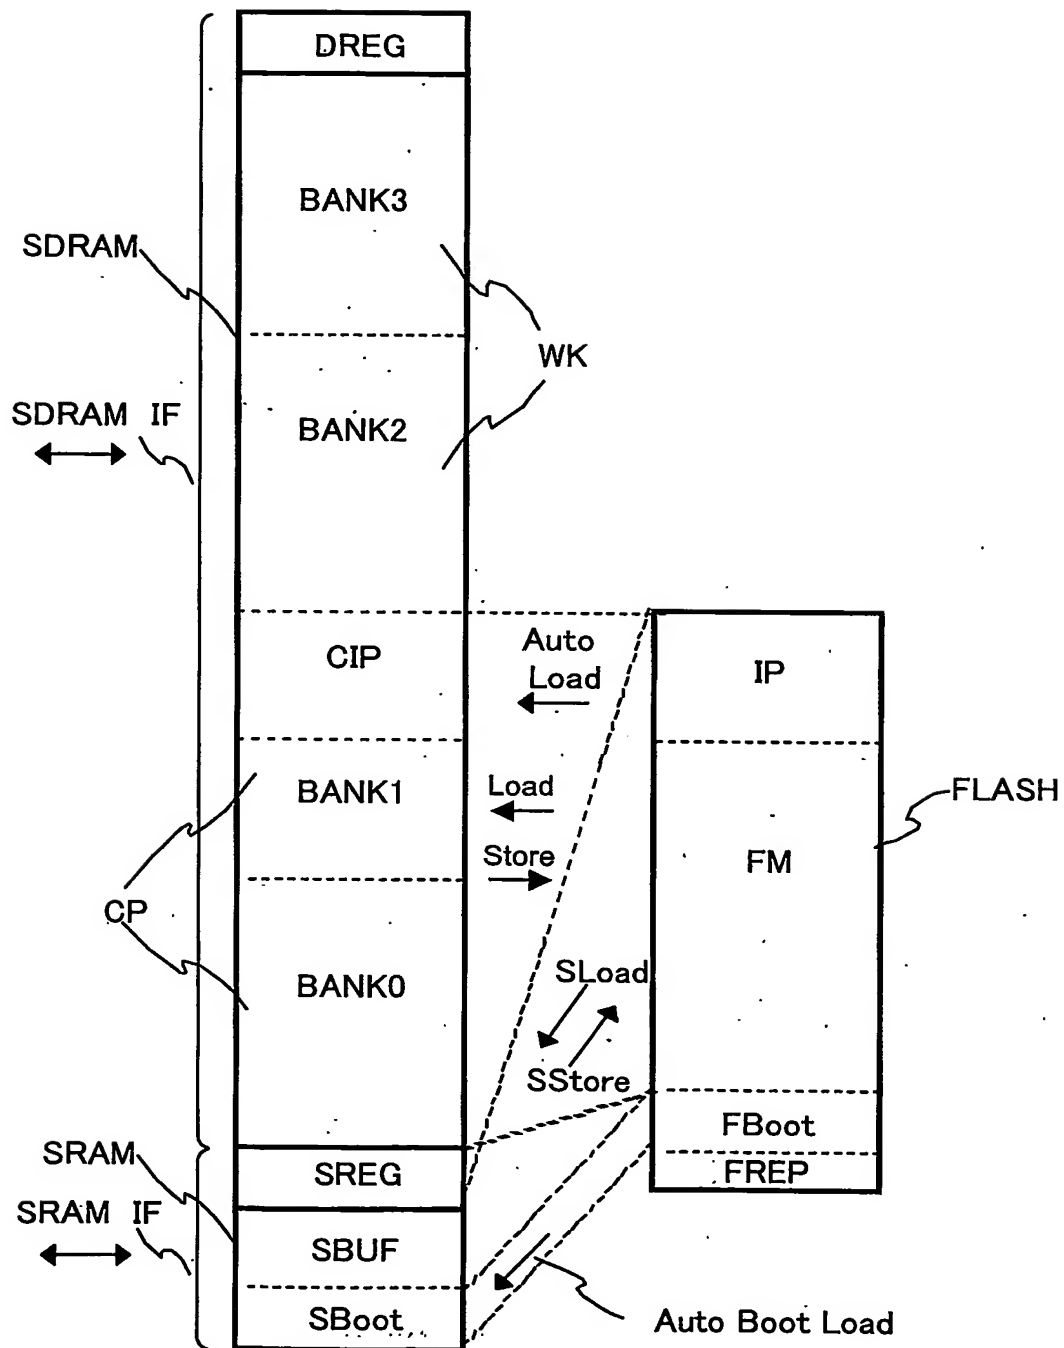 DREG
BANK3
SDRAM
WK
SDRAM IF
BANK2
CIP
Auto
Load
IP
BANK1
Load
FLASH
Store
FM
CP
BANK0
SLoad
SStore
FBoot
SRAM
SREG
FREP
SRAM IF
SBUF
SBoot
Auto Boot Load